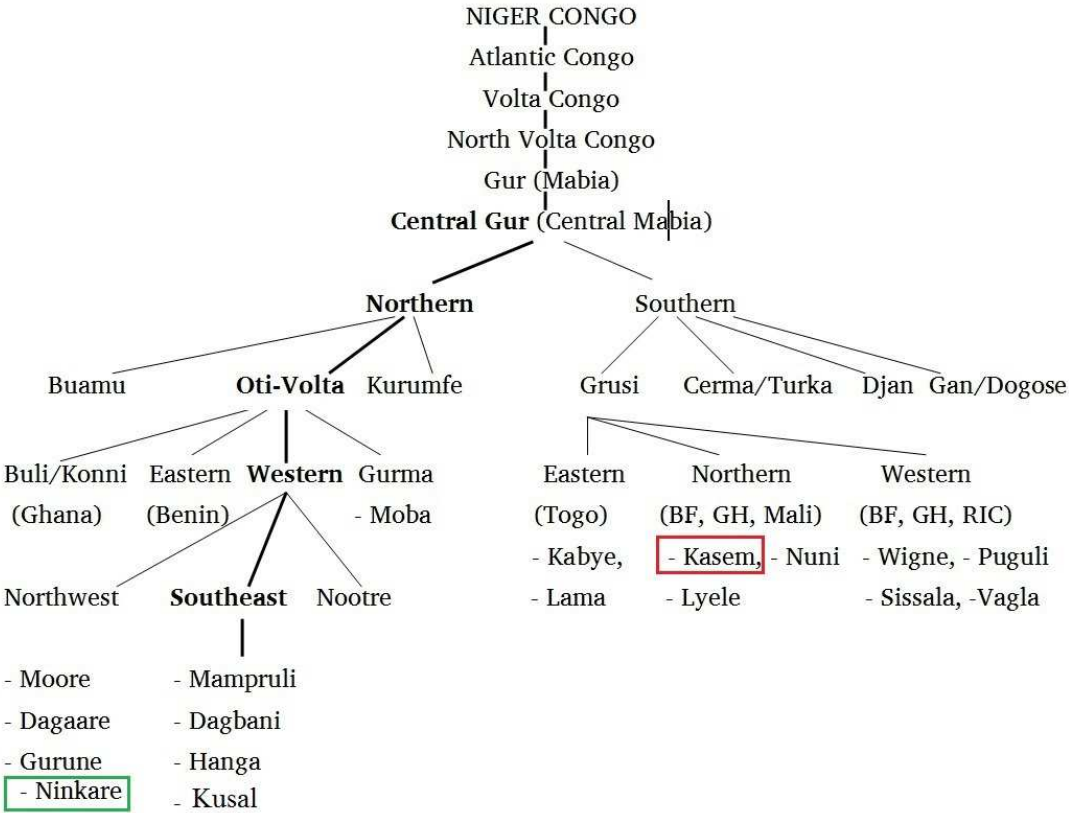 NIGER CONGO
Atlantic Congo
Volta Congo
North Volta Congo
Gur (Mabia)
Central Gur (Central Mabia)
Northern Southern
Buamu Oti-Volta Kurumfe Grusi Cerma/Turka Djan Gan/Dogose
Buli/Konni Eastern Western Gurma Eastern Northern Western
(Ghana) (Benin) - Moba (Togo) (BF, GH, Mali) (BF, GH, RIC)
- Kabye, - Kasem, - Nuni - Wigne, - Puguli
Northwest Southeast Nootre - Lama - Lyele - Sissala, -Vagla
- Moore - Mampruli
- Dagaare - Dagbani
- Gurune - Hanga
- Ninkare - Kusal